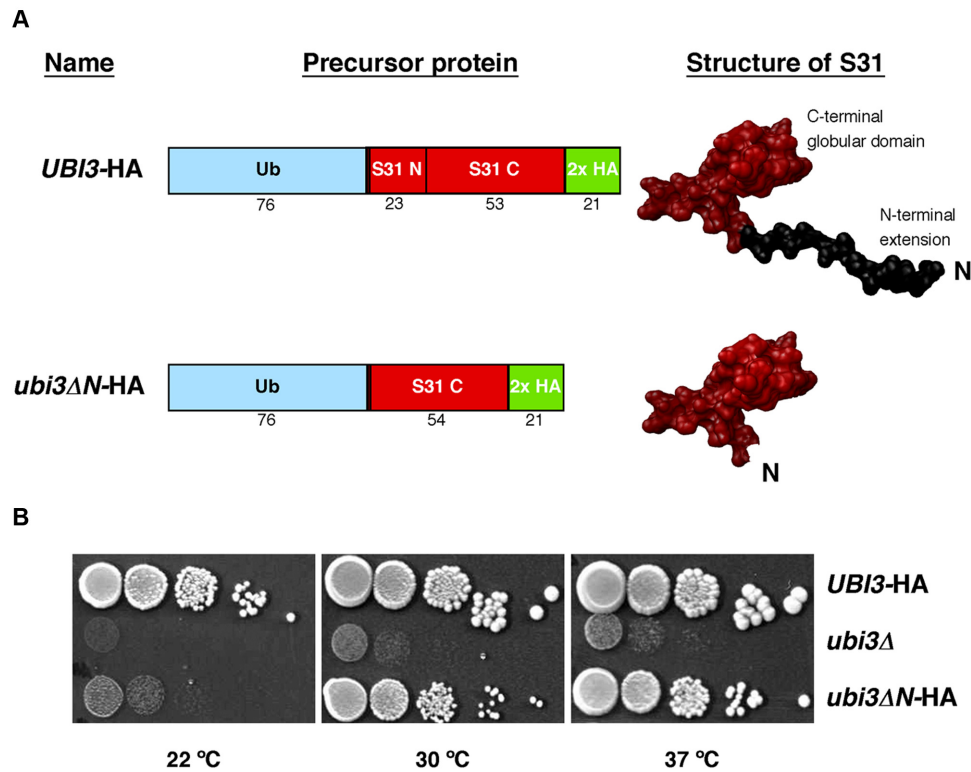 A
Name Precursor protein Structure of S31
C-terminal
globular domain
UBI3-HA Ub S31 N S31 C 2x HA
76 23 53 21
N-terminal
extension
N
ubi3ΔN-HA Ub S31 C 2x HA
76 54 21
N
B
UBI3-HA
ubi3Δ
ubi3ΔN-HA
22 ºC 30 ºC 37 ºC